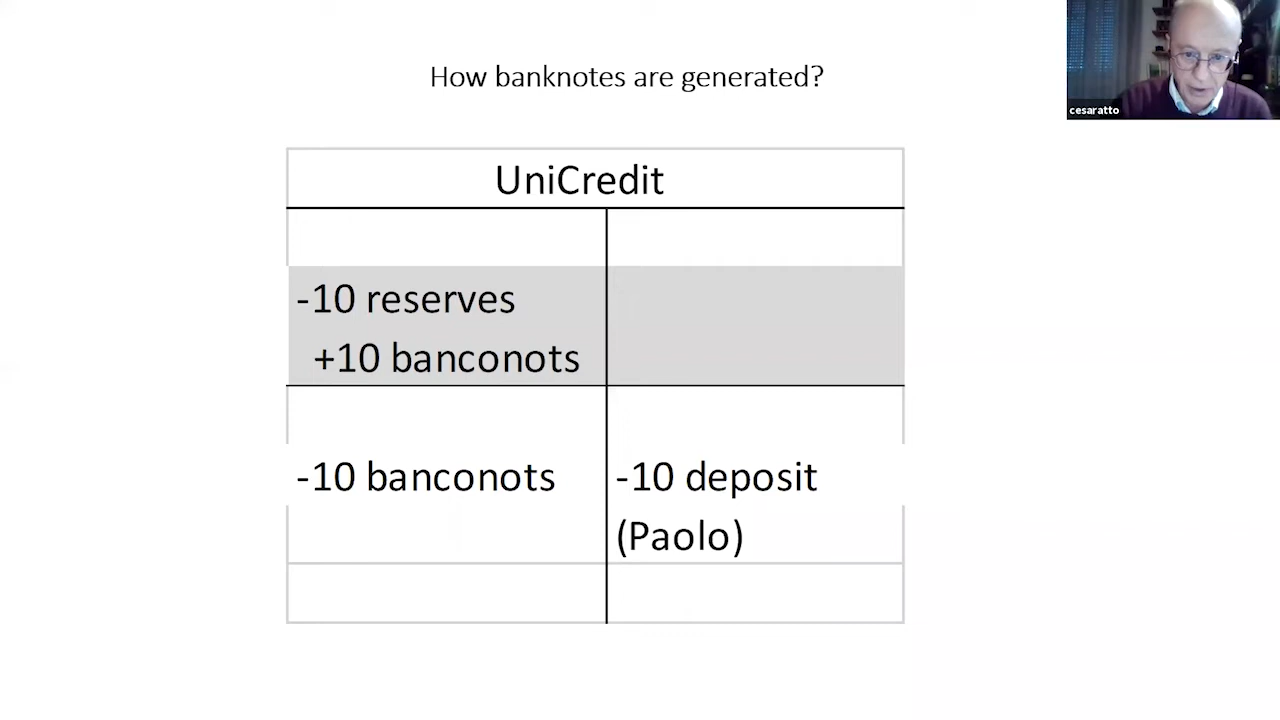 How banknotes are generated?
cesaratto
UniCredit
-10 reserves
+10 banconots
-10 banconots
-10 deposit
(Paolo)